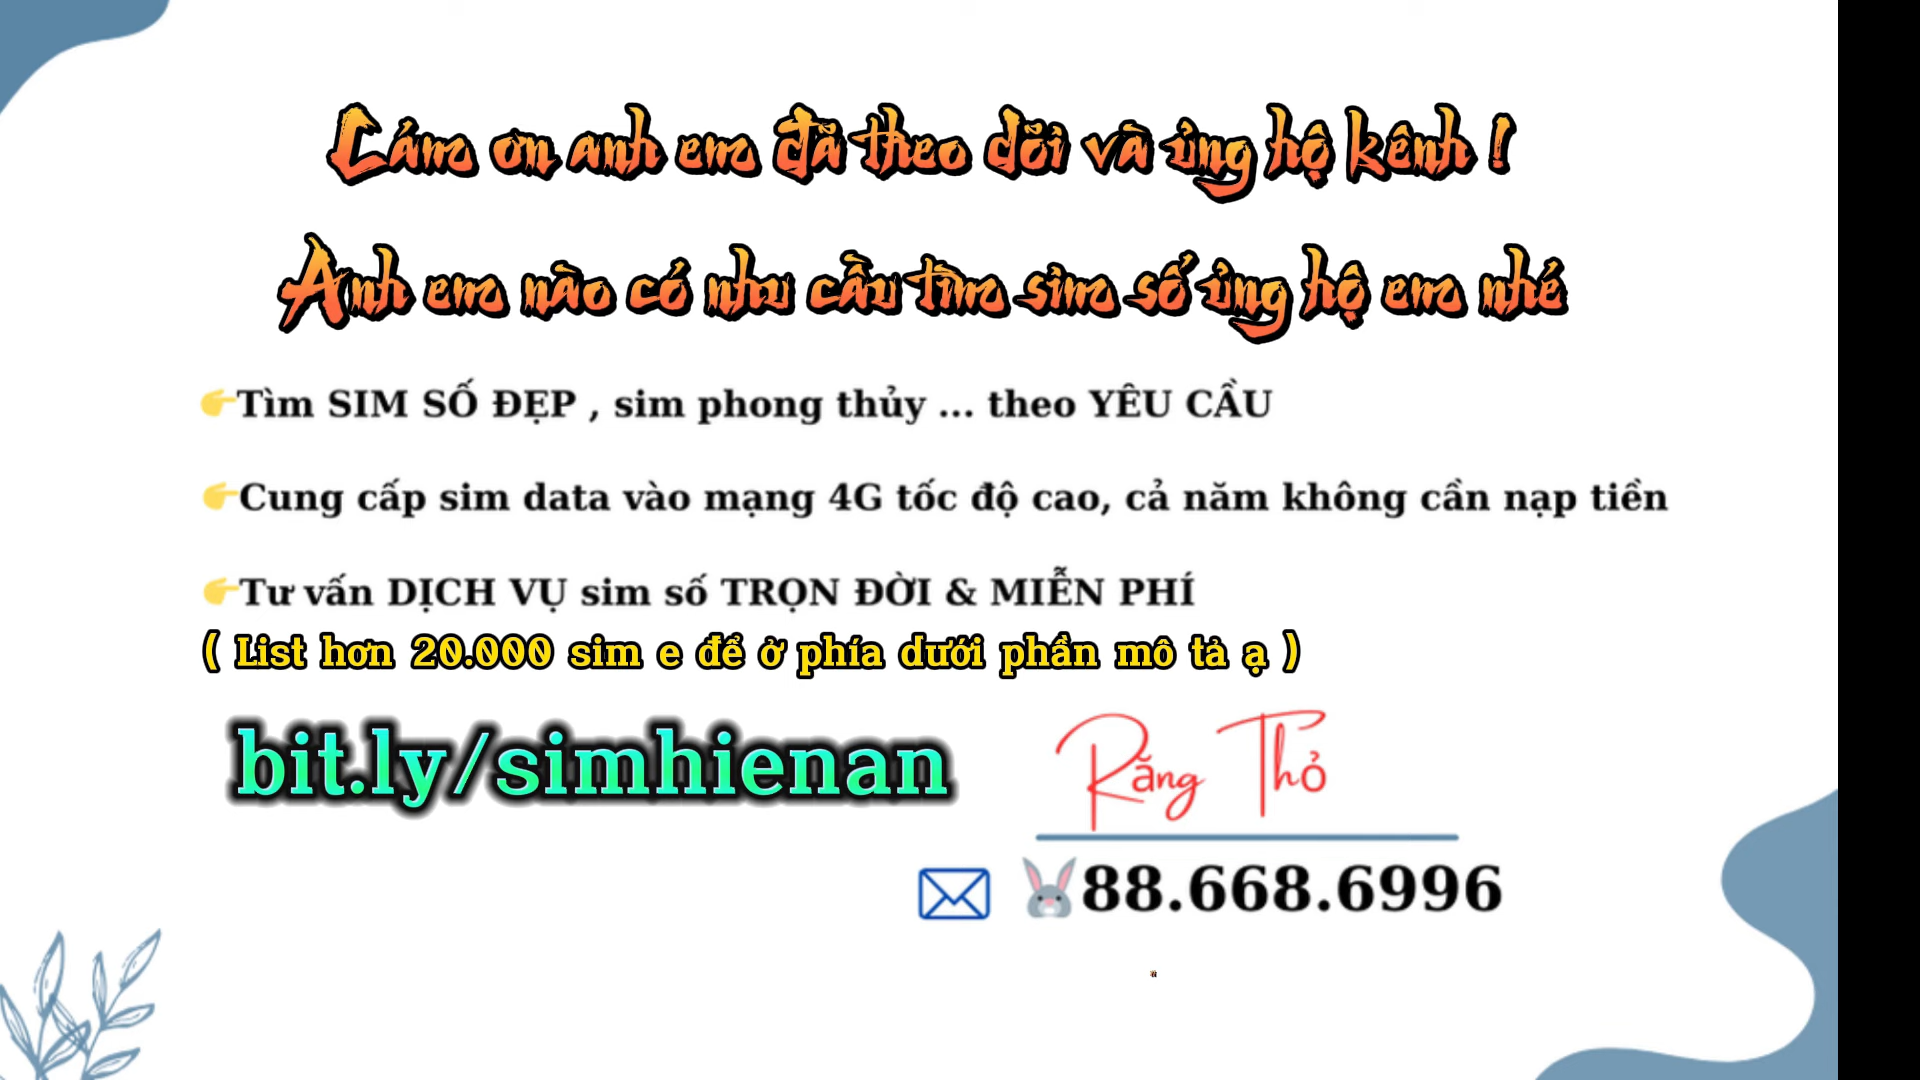 Cảm ơn anh em đã theo dõi và ủng hộ kênh !
Anh em nào có nhu cầu tìm sim số ủng hộ em nhé
👉Tìm SIM SỐ ĐẸP , sim phong thủy ... theo YÊU CẦU
👉Cung cấp sim data vào mạng 4G tốc độ cao, cả năm không cần nạp tiền
👉Tư vấn DỊCH VỤ sim số TRỌN ĐỜI & MIỄN PHÍ
( List hơn 20.000 sim e để ở phía dưới phần mô tả ạ )
bit.ly/simhienan
Răng Thỏ
88.668.6996